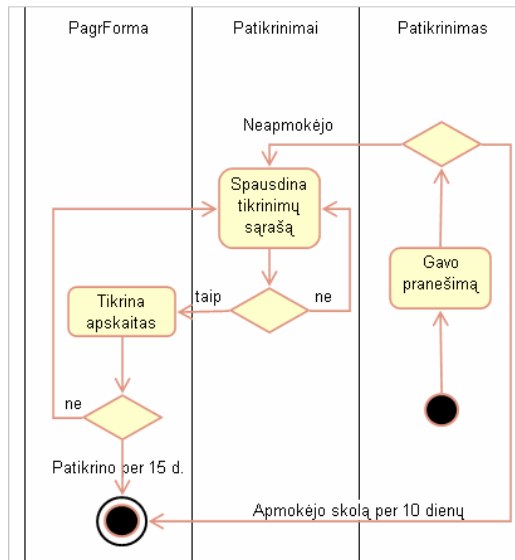 PagrForma
Patikrinimai
Patikrinimas
Neapmokėjo
Spausdina
tikrinimų
sąrašą
Gavo
pranešimą
taip
ne
Tikrina
apskaitas
ne
Patikrino per 15 d.
Apmokėjo skolą per 10 dienų